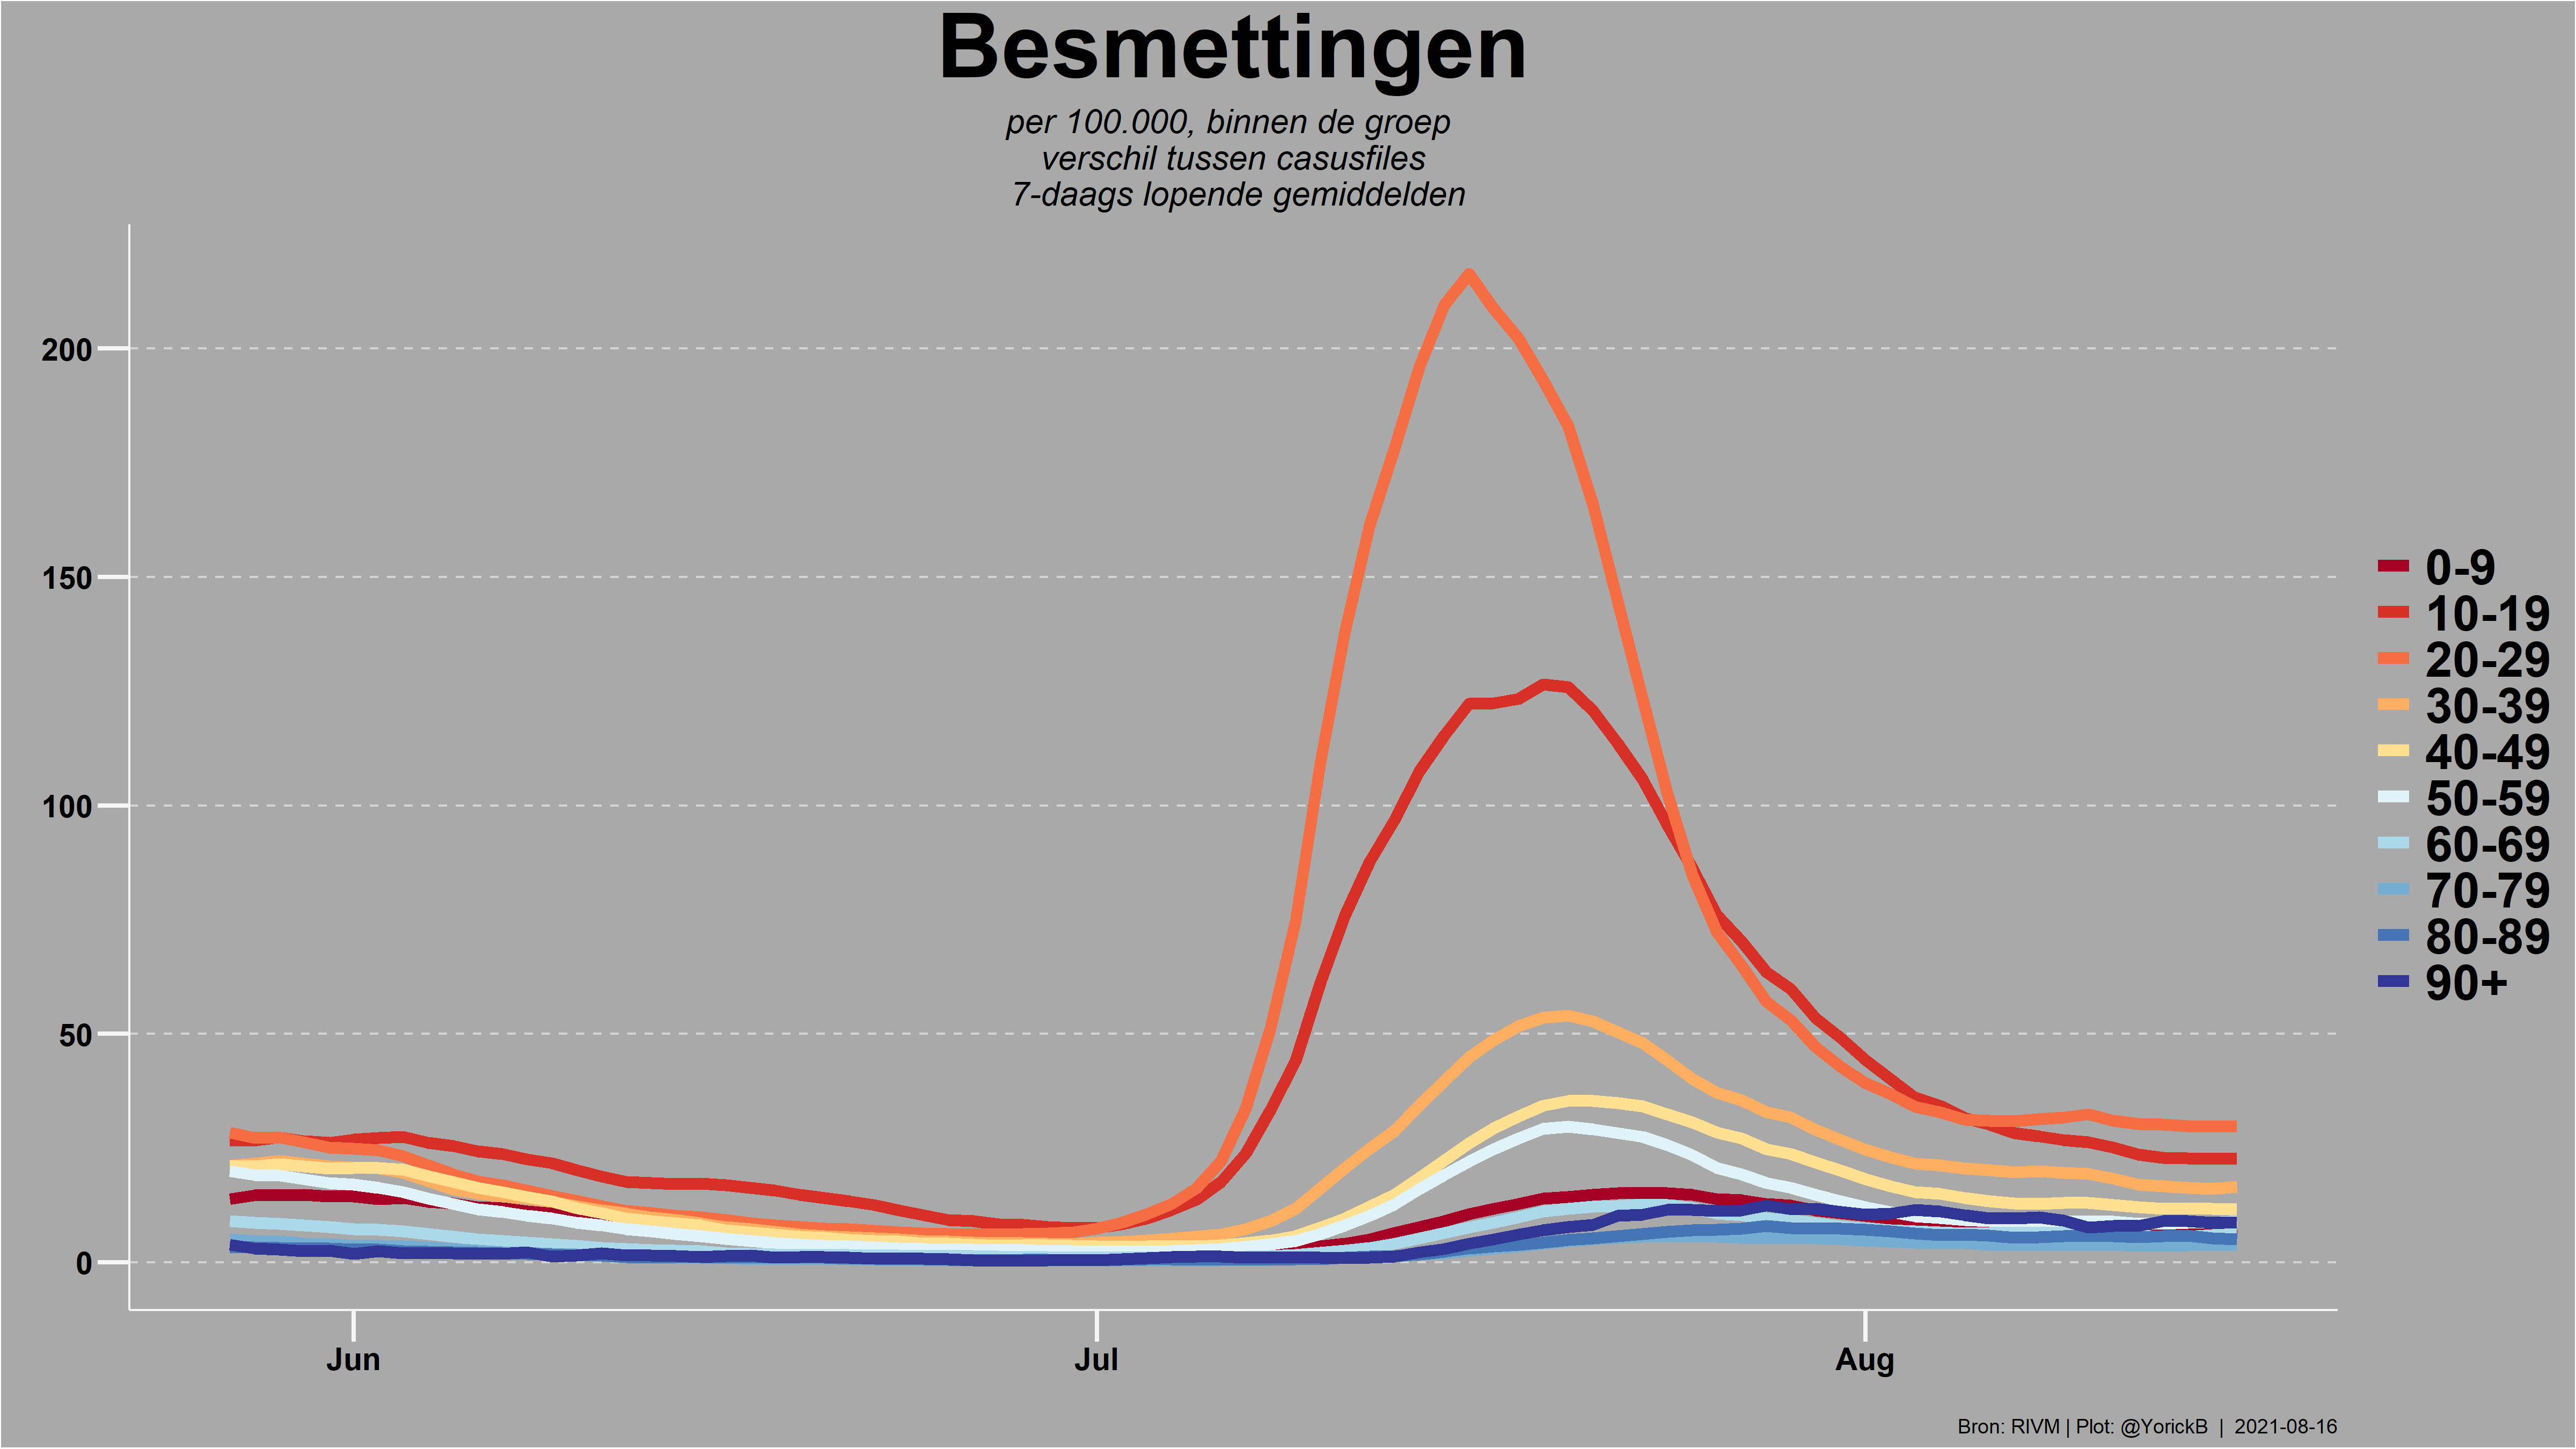 Besmettingen
per 100.000, binnen de groep
verschil tussen casusfiles
7-daags lopende gemiddelden
200
150
100
50
0
Jun
Jul
Aug
0-9
10-19
20-29
30-39
40-49
50-59
60-69
70-79
80-89
90+
Bron: RIVM | Plot: @YorickB | 2021-08-16